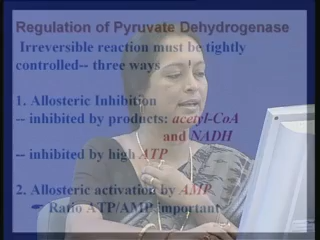 Regulation of Pyruvate Dehydrogenase
Irreversible reaction must be tightly
controlled-- three ways
1. Allosteric Inhibition
-- inhibited by products: acetyl-CoA
and NADH
-- inhibited by high ATP
2. Allosteric activation by AMP
Ratio ATP/AMP important